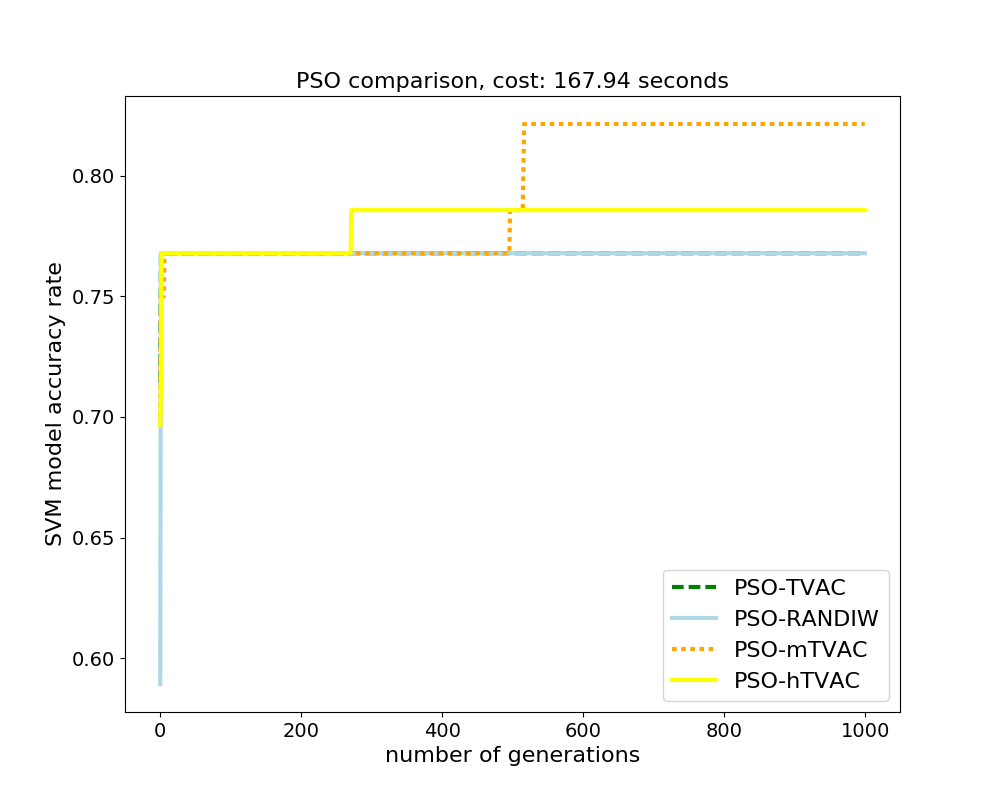 PSO comparison, cost: 167.94 seconds
SVM model accuracy rate
0.80
0.75
0.70
0.65
0.60
0 200 400 600 800 1000
number of generations
PSO-TVAC
PSO-RANDIW
PSO-mTVAC
PSO-hTVAC